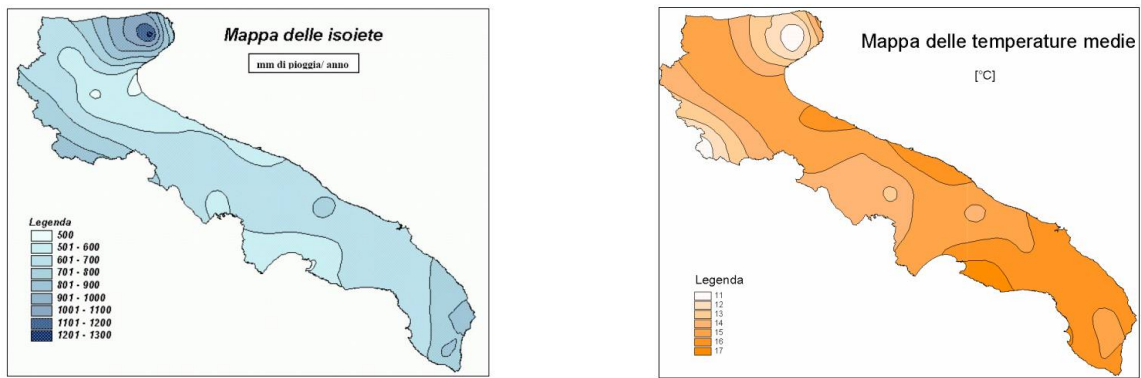 Mappa delle isoiete
mm di pioggia/ anno
Legenda
500
501 - 600
601 - 700
701 - 800
801 - 900
901 - 1000
1001 - 1100
1101 - 1200
1201 - 1300
Mappa delle temperature medie
[°C]
Legenda
11
12
13
14
15
16
17